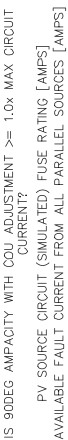 IS 90DEG AMPACITY WITH COU ADJUSTMENT >= 1.0x MAX CIRCUIT
CURRENT?
PV SOURCE CIRCUIT (SIMULATED) FUSE RATING [AMPS]
AVAILABLE FAULT CURRENT FROM ALL PARALLEL SOURCES [AMPS]